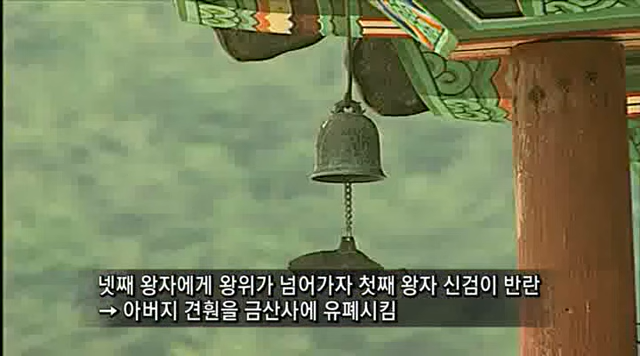 넷째 왕자에게 왕위가 넘어가자 첫째 왕자 신검이 반란
→ 아버지 견훤을 금산사에 유폐시킴